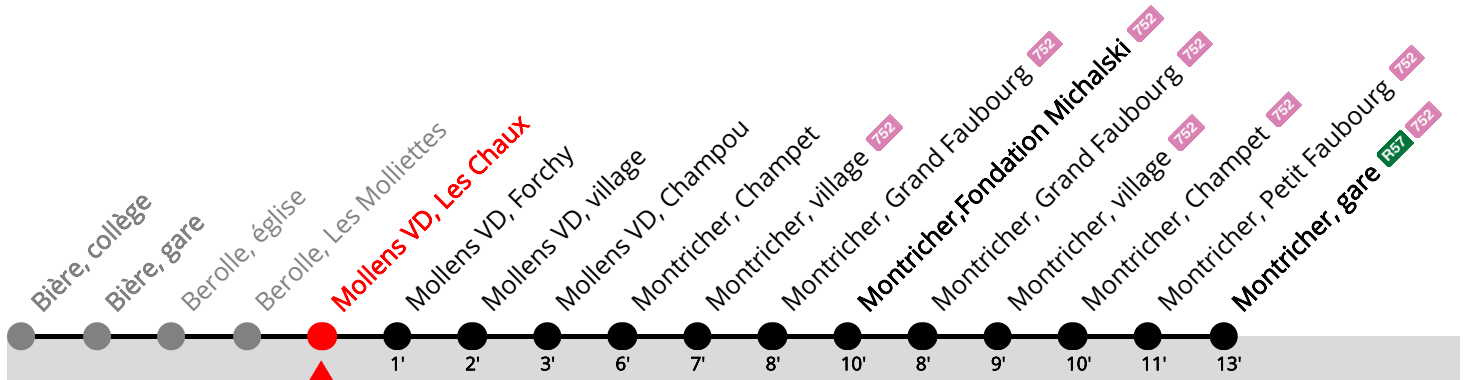 Bière, collège
Bière, gare
Berolle, église
Berolle, Les Molliettes
Mollens VD, Les Chaux
Mollens VD, Forchy
Mollens VD, village
Mollens VD, Champou
Montricher, Champet
Montricher, village 752
Montricher, Grand Faubourg 752
Montricher,Fondation Michalski 752
Montricher, Grand Faubourg 752
Montricher, village 752
Montricher, Champet 752
Montricher, Petit Faubourg 752
Montricher, gare R57 752
1' 2' 3' 6' 7' 8' 10' 8' 9' 10' 11' 13'